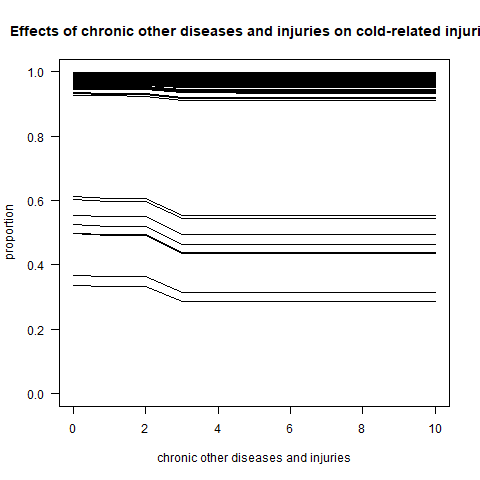 Effects of chronic other diseases and injuries on cold-related injuri
1.0
0.8
0.6
0.4
0.2
0.0
proportion
0 2 4 6 8 10
chronic other diseases and injuries